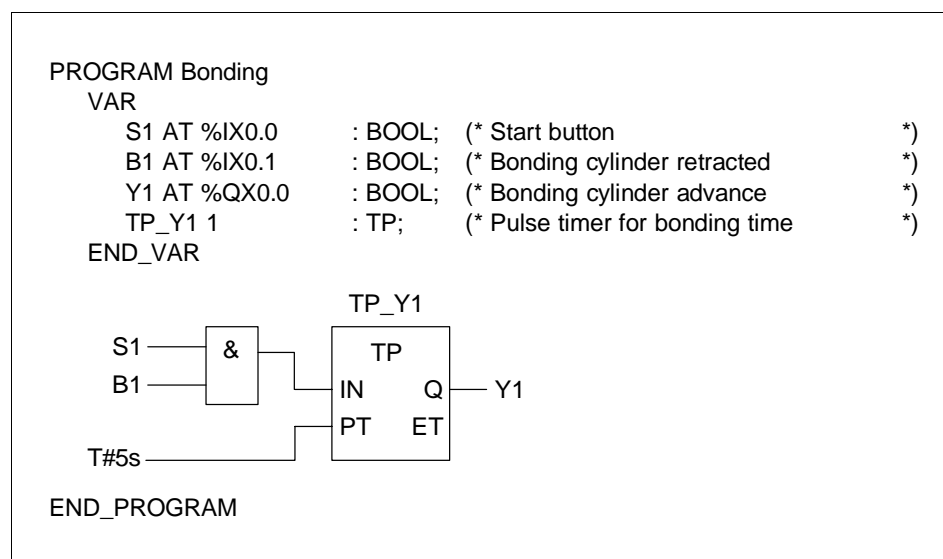 PROGRAM Bonding
VAR
S1 AT %IX0.0 : BOOL; (* Start button *)
B1 AT %IX0.1 : BOOL; (* Bonding cylinder retracted *)
Y1 AT %QX0.0 : BOOL; (* Bonding cylinder advance *)
TP_Y1 1 : TP; (* Pulse timer for bonding time *)
END_VAR
TP_Y1
S1 & TP
B1 IN Q Y1
PT ET
T#5s
END_PROGRAM